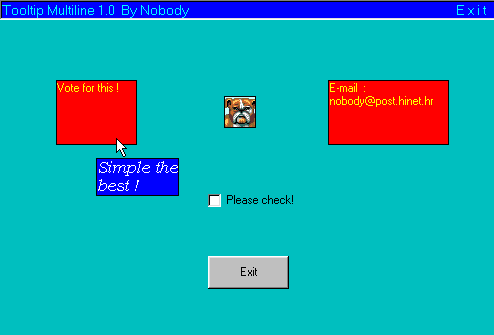 Tooltip Multiline 1.0 By Nobody
Exit
Vote for this !
E-mail :
nobody@post.hinet.hr
Simple the
best !
Please check!
Exit